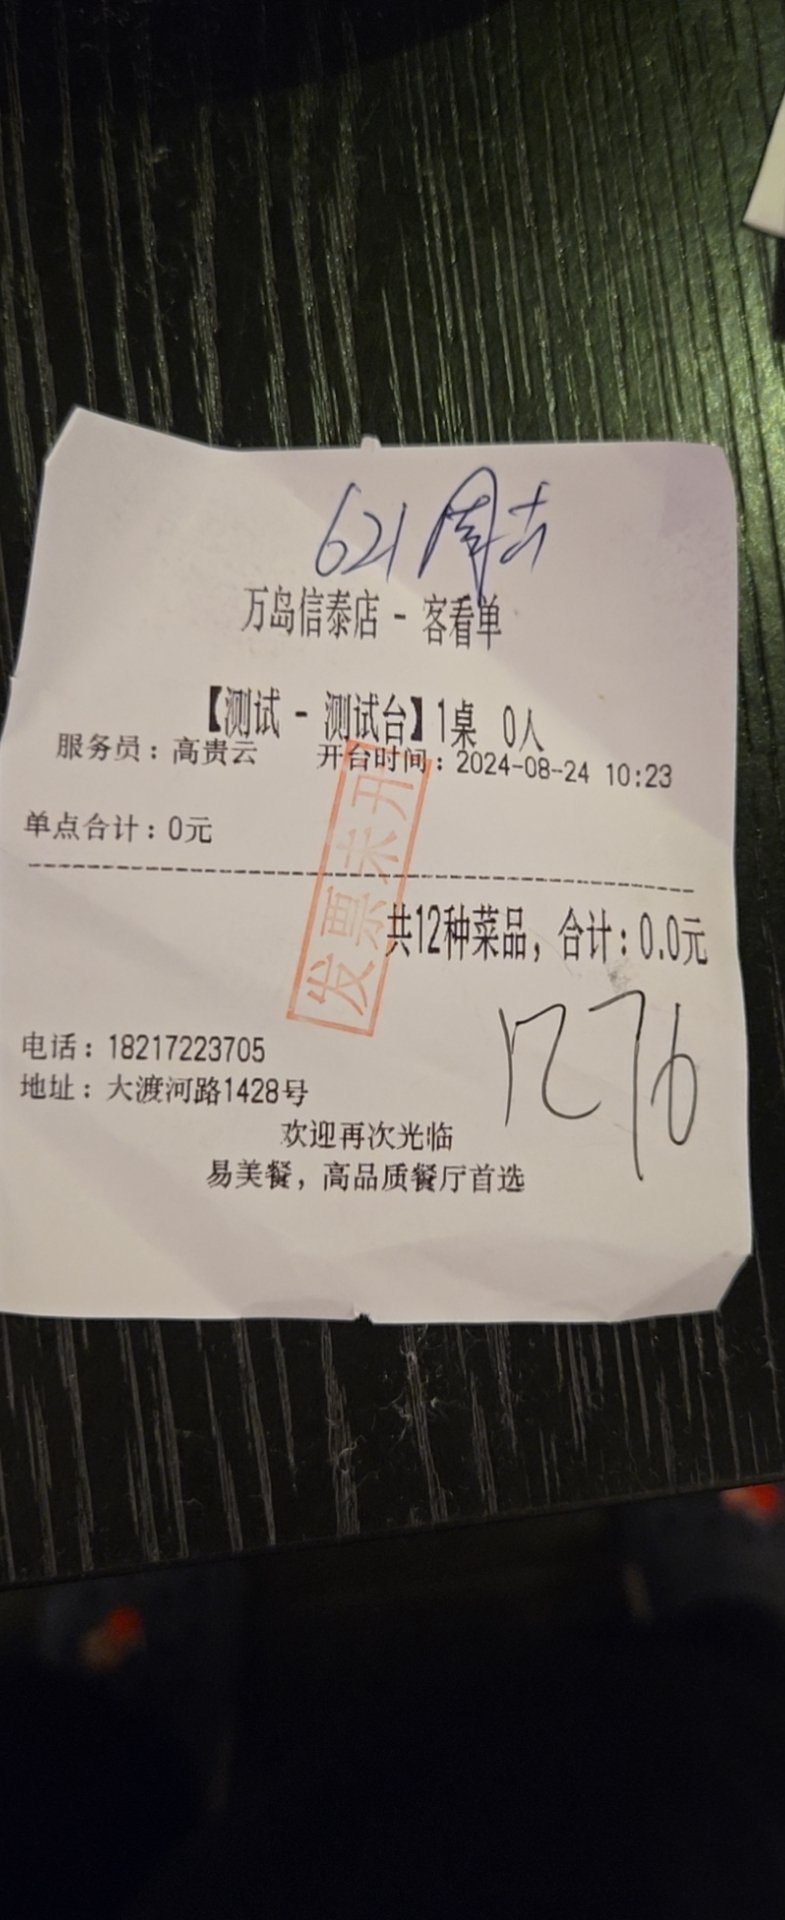 621
万岛信泰店 - 客看单
【测试 - 测试台】1桌 0人
服务员：高贵云 开台时间：2024-08-24 10:23
单点合计：0元
发票未开
共12种菜品，合计：0.0元
1276
电话：18217223705
地址：大渡河路1428号
欢迎再次光临
易美餐，高品质餐厅首选